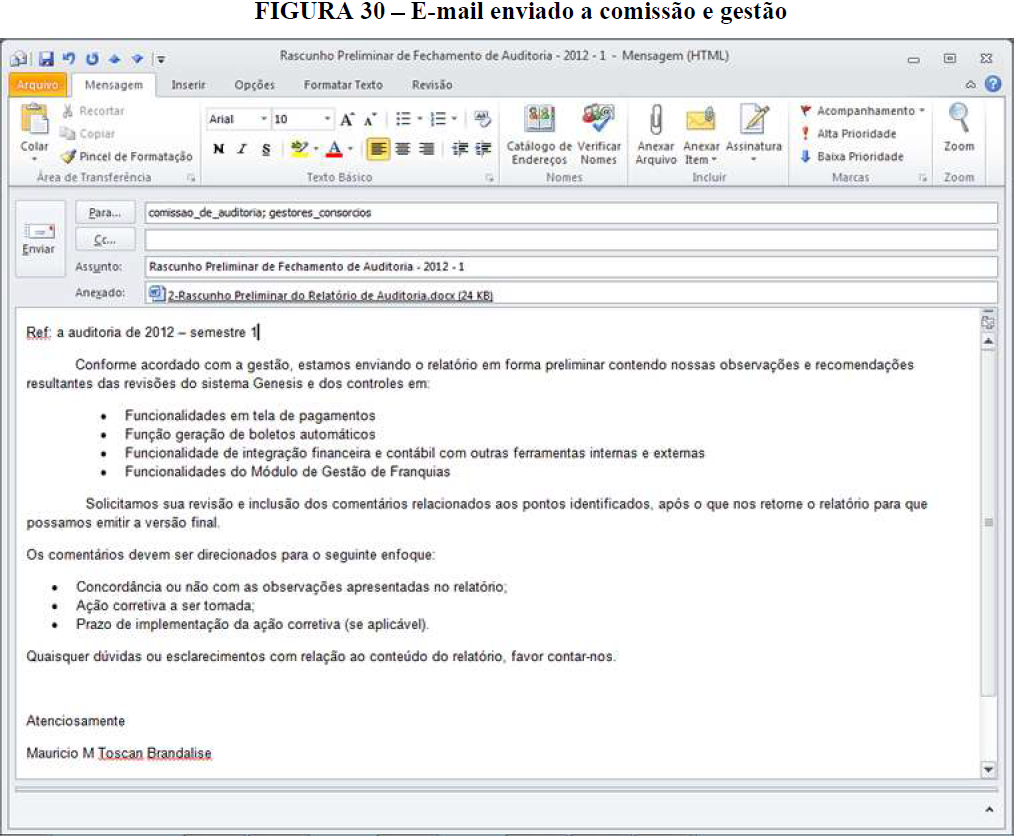 FIGURA 30 – E-mail enviado a comissão e gestão
Rascunho Preliminar de Fechamento de Auditoria - 2012 - 1 - Mensagem (HTML)
Arquivo Mensagem Inserir Opções Formatar Texto Revisão
Colar
Recortar
Copiar
Pincel de Formatação
Área de Transferência
Arial 10
N I S
Texto Básico
Catálogo de Endereços
Verificar Nomes
Nomes
Anexar Arquivo
Anexar Item
Assinatura
Incluir
Acompanhamento
Alta Prioridade
Baixa Prioridade
Marcas
Zoom
Zoom
Enviar
Para... comissao_de_auditoria; gestores_consorcios
Cc...
Assunto: Rascunho Preliminar de Fechamento de Auditoria - 2012 - 1
Anexado: 2-Rascunho Preliminar do Relatório de Auditoria.docx (24 KB)
Ref: a auditoria de 2012 – semestre 1
Conforme acordado com a gestão, estamos enviando o relatório em forma preliminar contendo nossas observações e recomendações
resultantes das revisões do sistema Genesis e dos controles em:
• Funcionalidades em tela de pagamentos
• Função geração de boletos automáticos
• Funcionalidade de integração financeira e contábil com outras ferramentas internas e externas
• Funcionalidades do Módulo de Gestão de Franquias
Solicitamos sua revisão e inclusão dos comentários relacionados aos pontos identificados, após o que nos retorne o relatório para que
possamos emitir a versão final.
Os comentários devem ser direcionados para o seguinte enfoque:
• Concordância ou não com as observações apresentadas no relatório;
• Ação corretiva a ser tomada;
• Prazo de implementação da ação corretiva (se aplicável).
Quaisquer dúvidas ou esclarecimentos com relação ao conteúdo do relatório, favor contar-nos.
Atenciosamente
Mauricio M Toscan Brandalise